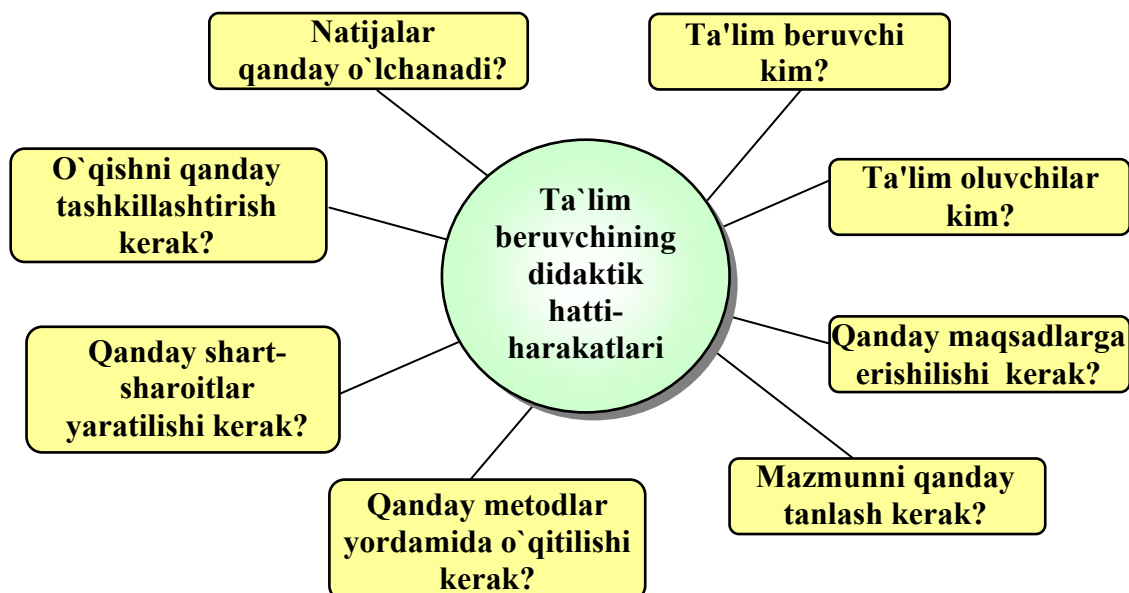 Natijalar
qanday o`lchanadi?
Ta'lim beruvchi
kim?
O`qishni qanday
tashkillashtirish
kerak?
Ta`lim
beruvchining
didaktik
hatti-
harakatlari
Ta'lim oluvchilar
kim?
Qanday shart-
sharoitlar
yaratilishi kerak?
Qanday maqsadlarga
erishilishi kerak?
Qanday metodlar
yordamida o`qitilishi
kerak?
Mazmunni qanday
tanlash kerak?